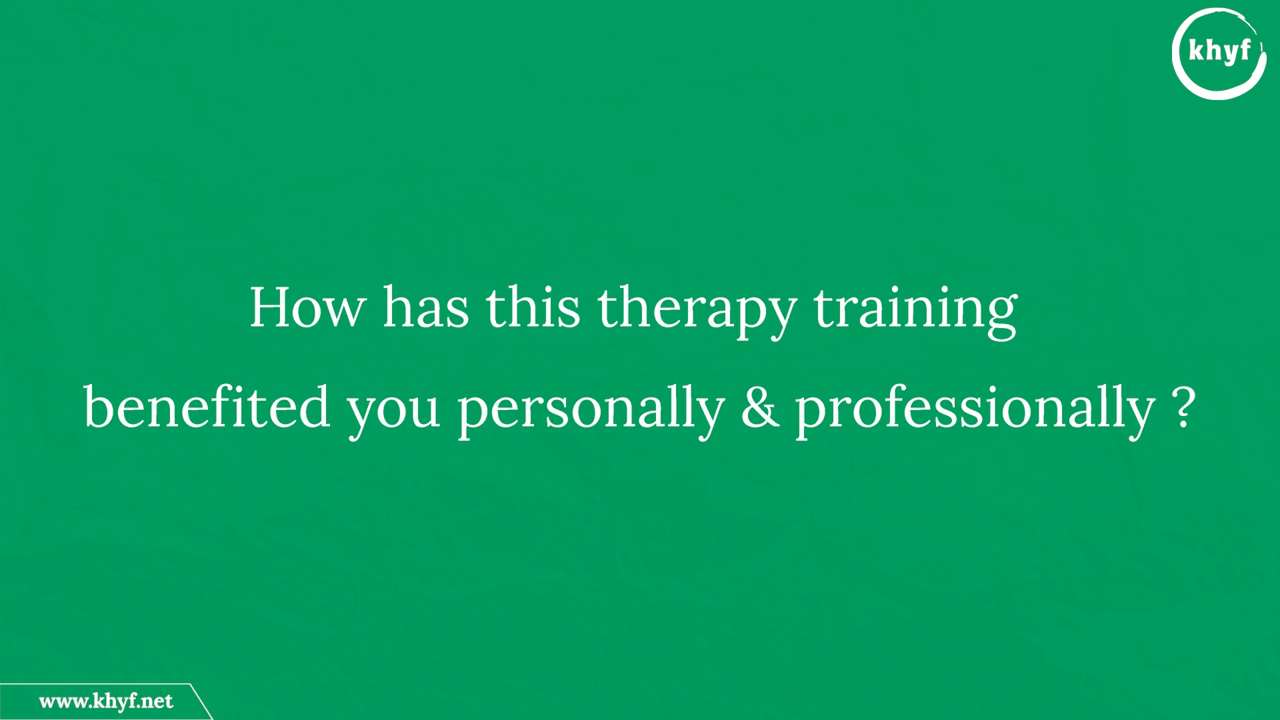 khyf
How has this therapy training
benefited you personally & professionally ?
www.khyf.net